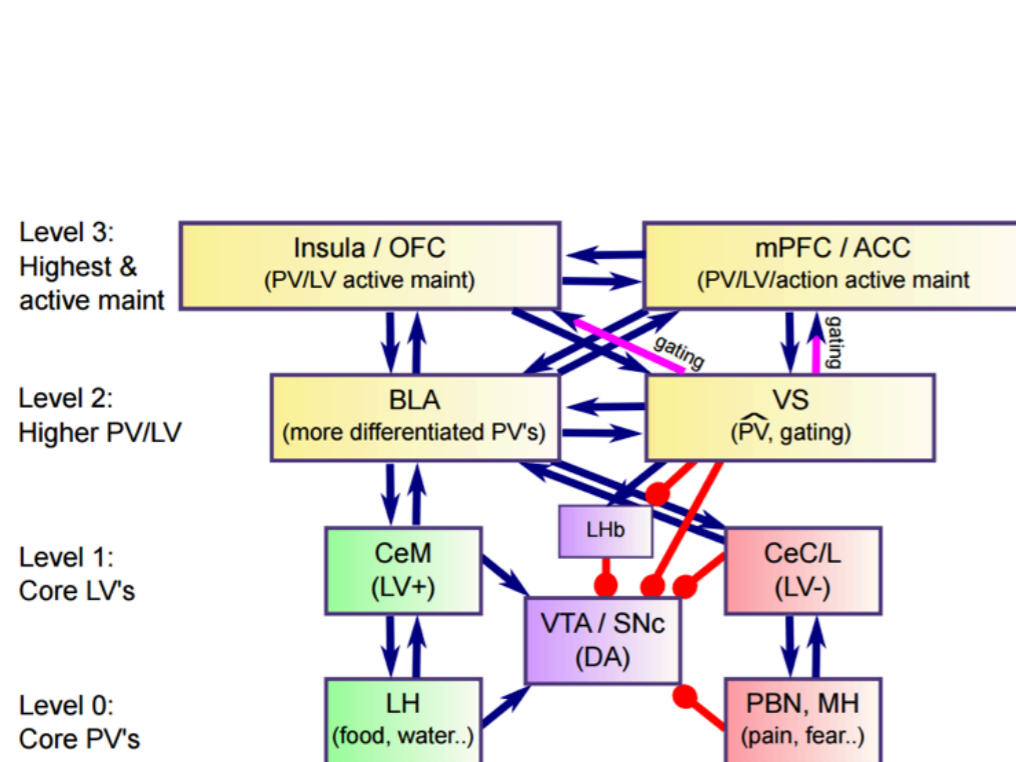 Level 3:
Highest &
active maint
Insula / OFC
(PV/LV active maint)
mPFC / ACC
(PV/LV/action active maint
gating
gating
Level 2:
Higher PV/LV
BLA
(more differentiated PV's)
VS
(P͡V, gating)
LHb
Level 1:
Core LV's
CeM
(LV+)
CeC/L
(LV-)
VTA / SNc
(DA)
Level 0:
Core PV's
LH
(food, water..)
PBN, MH
(pain, fear..)